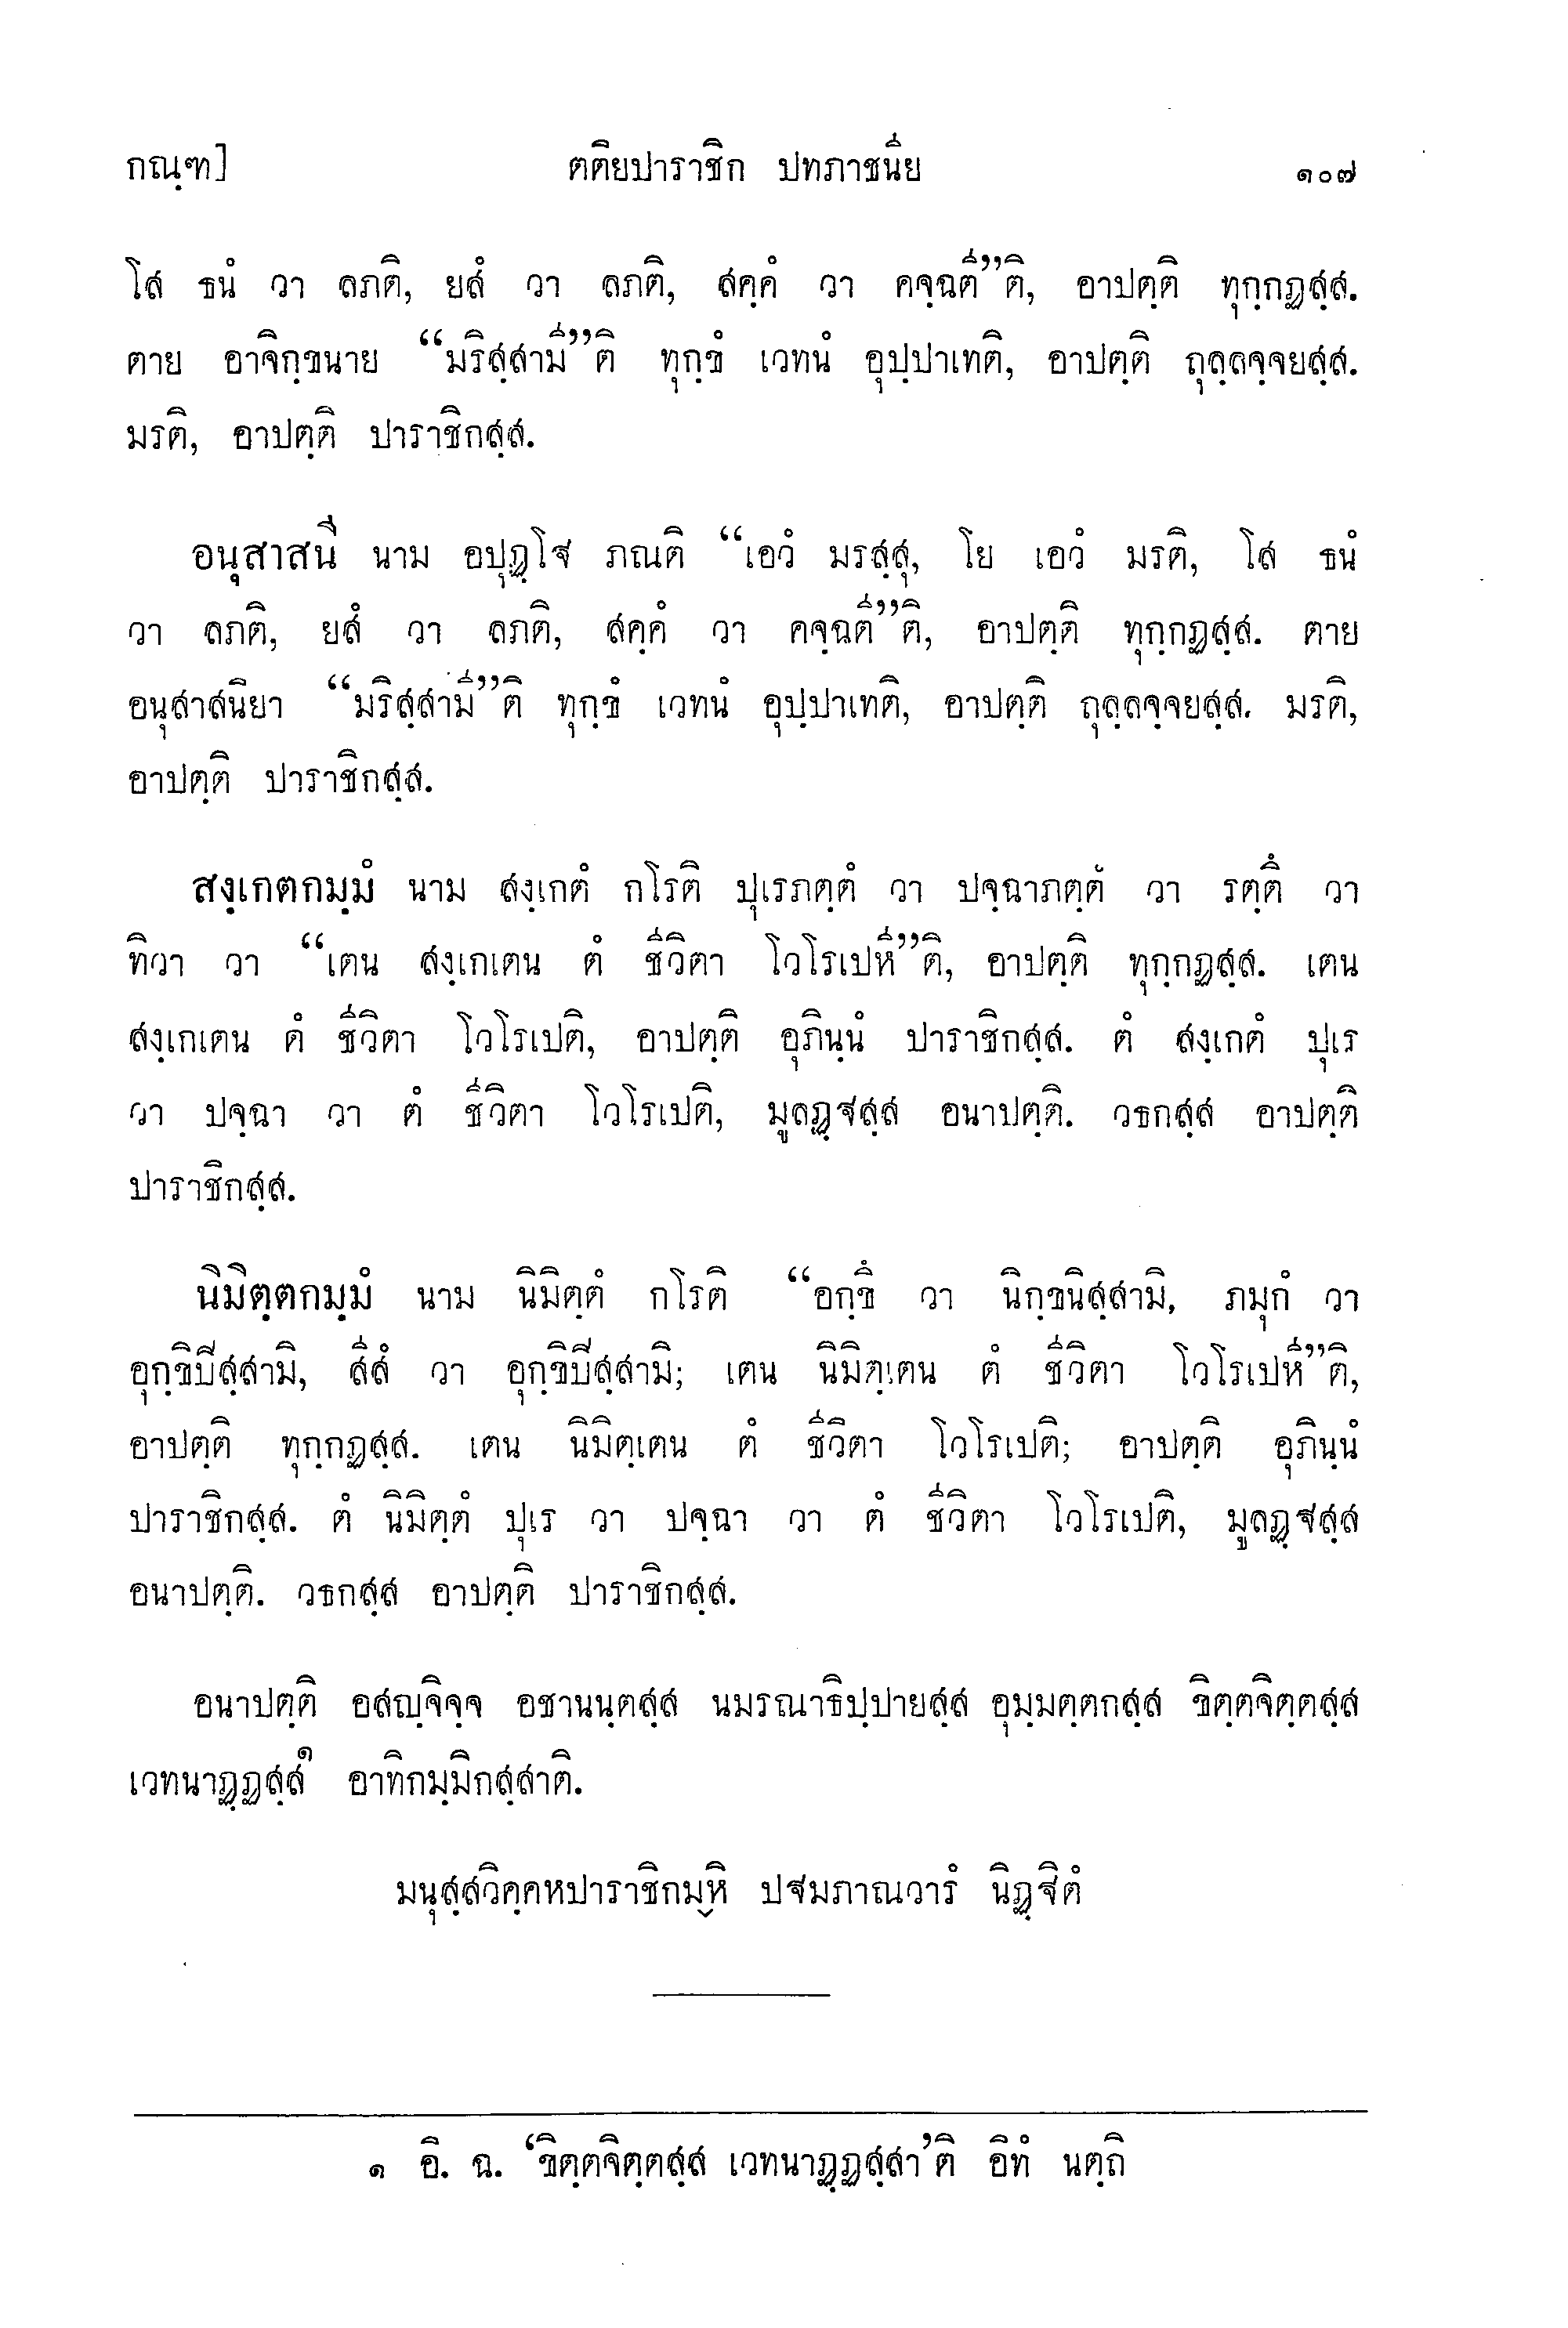 กณฺฑ] ตติยปาราชิก ปทภาชนีย ๑๐๗
โส ธนํ วา ลภติ, ยสํ วา ลภติ, สคฺคํ วา คจฺฉตี”ติ, อาปตฺติ ทุกฺกฏสฺส.
ตาย อาจิกฺขนาย “มริสฺสามี”ติ ทุกฺขํ เวทนํ อุปฺปาเทติ, อาปตฺติ ถุลฺลจฺจยสฺส.
มรติ, อาปตฺติ ปาราชิกสฺส.
อนุสาสนี นาม อปุฏฺโฐ ภณติ “เอวํ มรสฺสุ, โย เอวํ มรติ, โส ธนํ
วา ลภติ, ยสํ วา ลภติ, สคฺคํ วา คจฺฉตี”ติ, อาปตฺติ ทุกฺกฏสฺส. ตาย
อนุสาสนิยา “มริสฺสามี”ติ ทุกฺขํ เวทนํ อุปฺปาเทติ, อาปตฺติ ถุลฺลจฺจยสฺส. มรติ,
อาปตฺติ ปาราชิกสฺส.
สงฺเกตกมฺมํ นาม สงฺเกตํ กโรติ ปุเรภตฺตํ วา ปจฺฉาภตฺตํ วา รตฺตึ วา
ทิวา วา “เตน สงฺเกเตน ตํ ชีวิตา โวโรเปหี”ติ, อาปตฺติ ทุกฺกฏสฺส. เตน
สงฺเกเตน ตํ ชีวิตา โวโรเปติ, อาปตฺติ อุภินฺนํ ปาราชิกสฺส. ตํ สงฺเกตํ ปุเร
วา ปจฺฉา วา ตํ ชีวิตา โวโรเปติ, มูลฏฺฐสฺส อนาปตฺติ. วธกสฺส อาปตฺติ
ปาราชิกสฺส.
นิมิตฺตกมฺมํ นาม นิมิตฺตํ กโรติ “อกฺขึ วา นิกฺขนิสฺสามิ, ภมุกํ วา
อุกฺขิปีสฺสามิ, สีสํ วา อุกฺขิปีสฺสามิ; เตน นิมิตฺเตน ตํ ชีวิตา โวโรเปหี”ติ,
อาปตฺติ ทุกฺกฏสฺส. เตน นิมิตฺเตน ตํ ชีวิตา โวโรเปติ; อาปตฺติ อุภินฺนํ
ปาราชิกสฺส. ตํ นิมิตฺตํ ปุเร วา ปจฺฉา วา ตํ ชีวิตา โวโรเปติ, มูลฏฺฐสฺส
อนาปตฺติ. วธกสฺส อาปตฺติ ปาราชิกสฺส.
อนาปตฺติ อสญฺจิจฺจ อชานนฺตสฺส นมรณาธิปฺปายสฺส อุมฺมตฺตกสฺส ขิตฺตจิตฺตสฺส
เวทนาฏฺฏสฺส๑ อาทิกมฺมิกสฺสาติ.
มนุสฺสวิคฺคหปาราชิกมฺหิ ปฐมภาณวารํ นิฏฺฐิตํ
๑ อิ. ฉ. ‘ขิตฺตจิตฺตสฺส เวทนาฏฺฏสฺสา’ติ อิทํ นตฺถิ